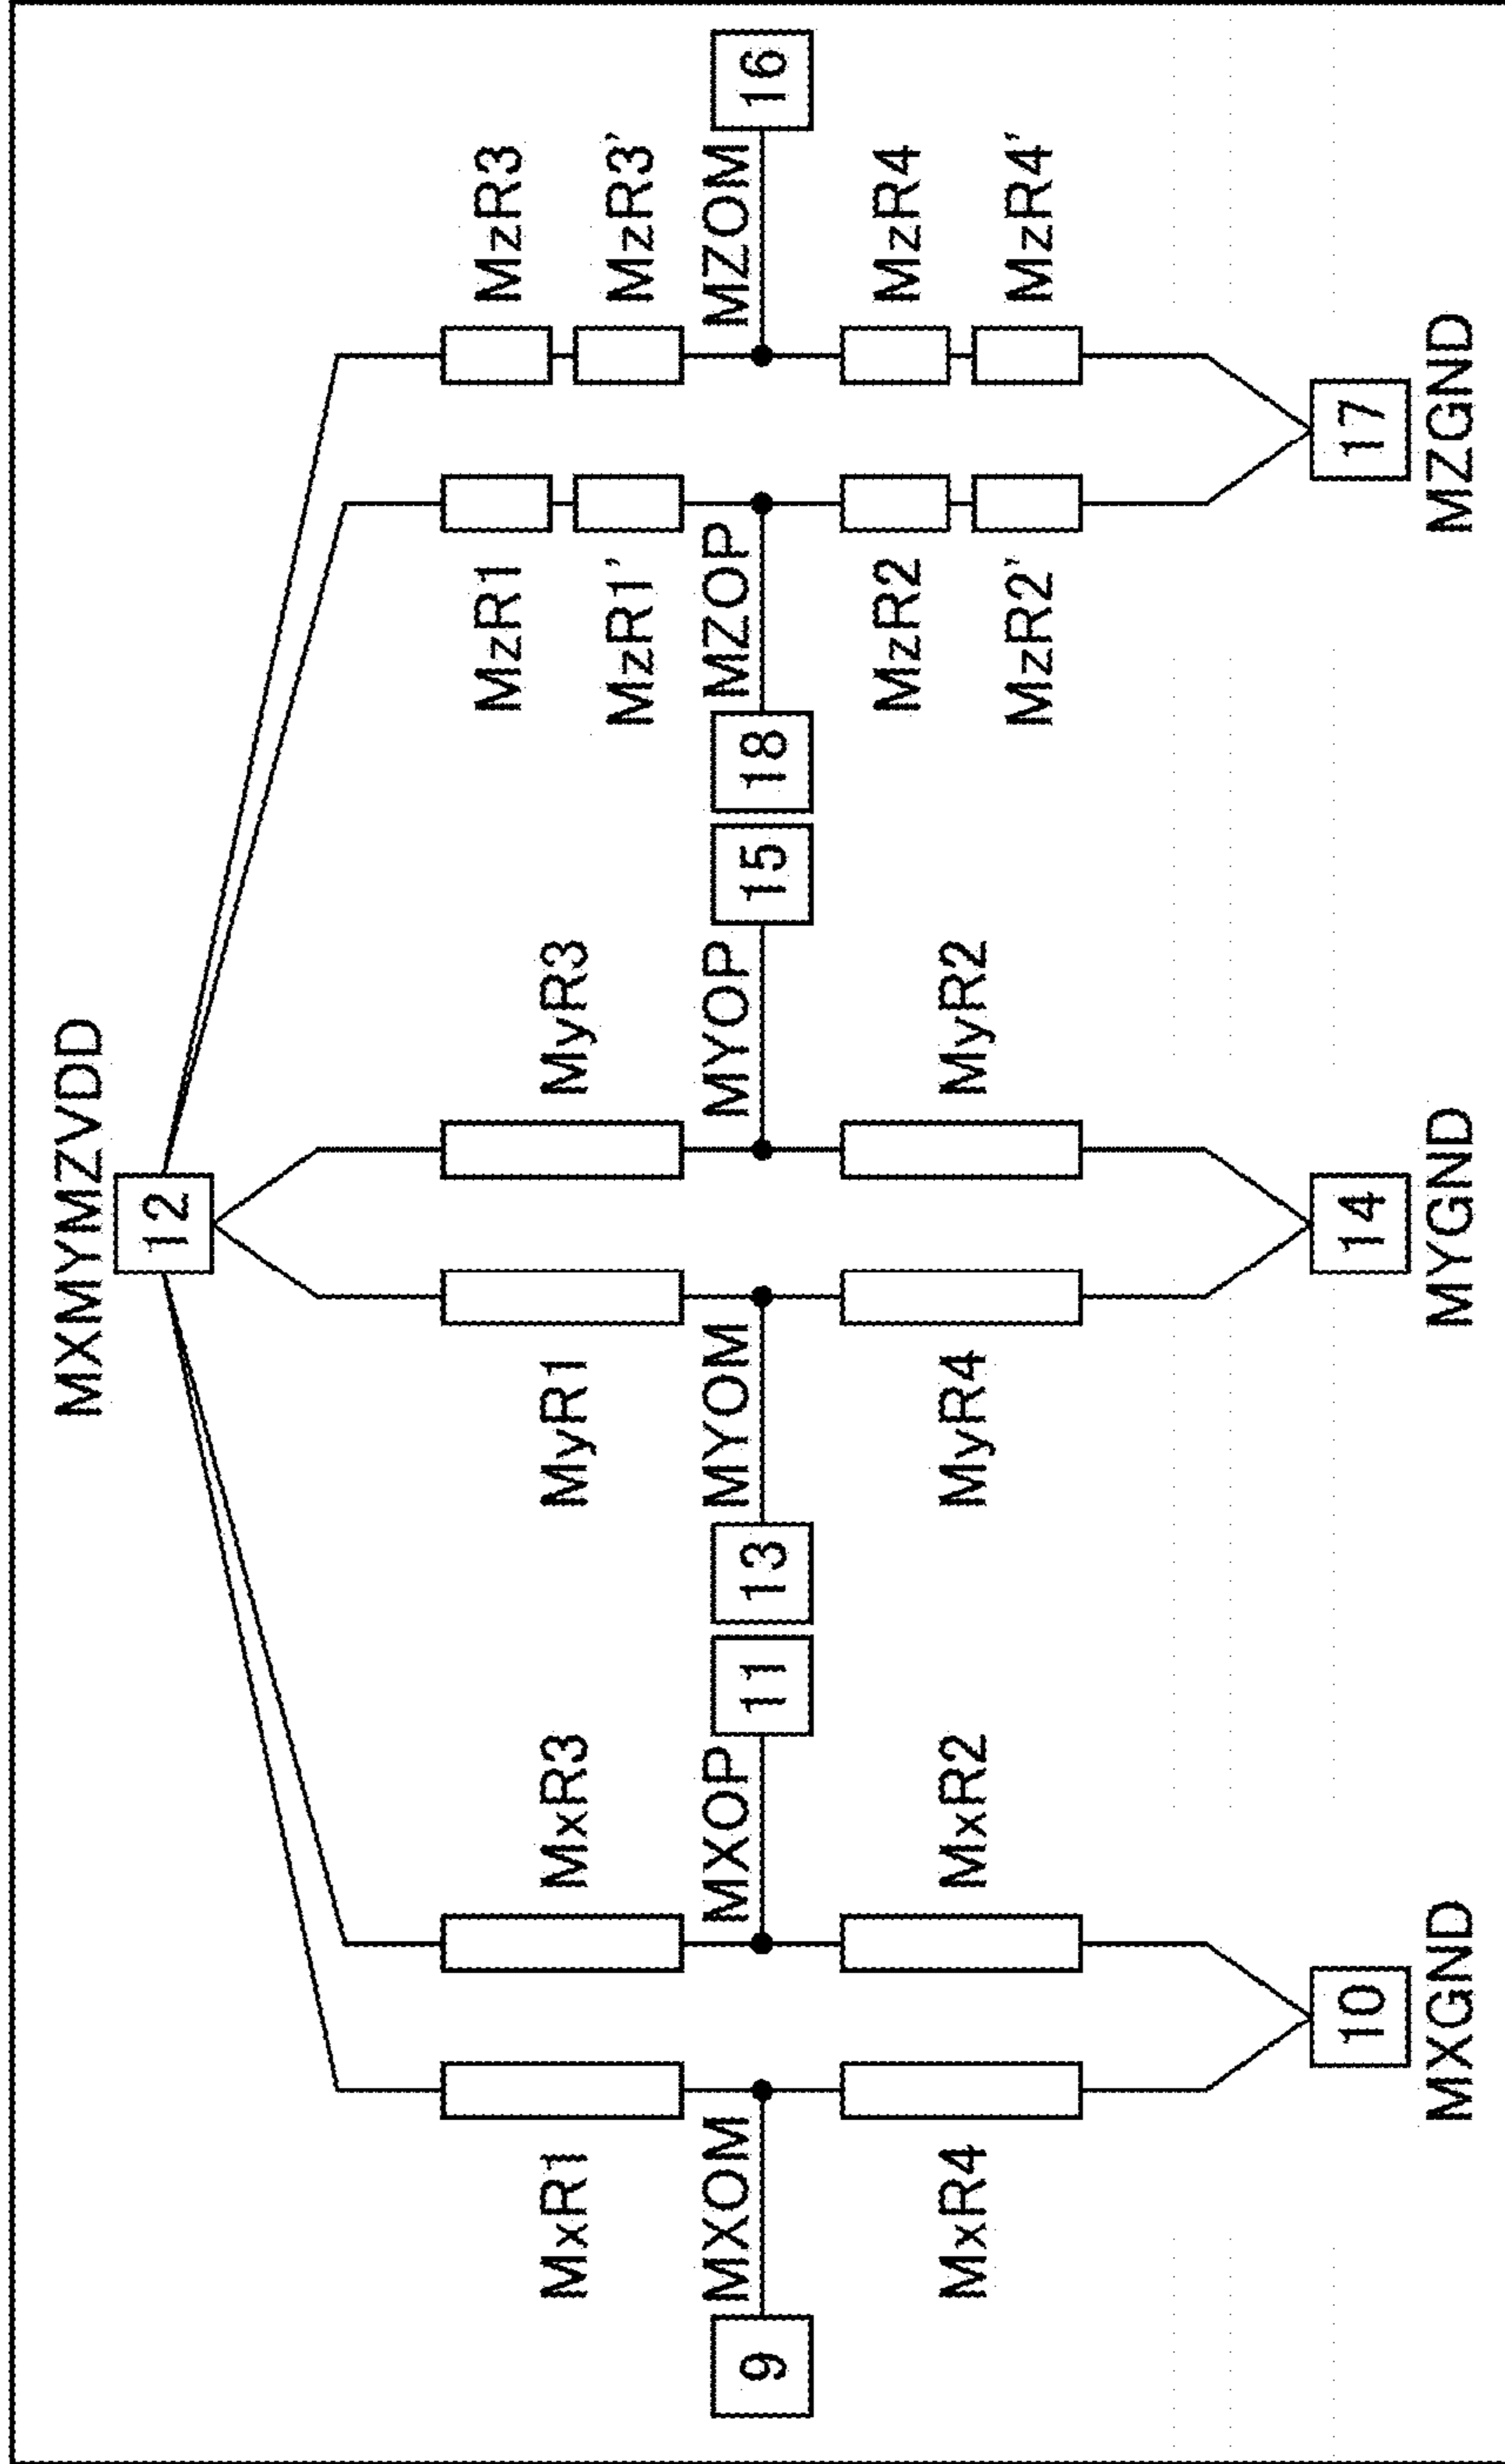 MXMYMZVDD
12
MxR1
MxR3
MyR1
MyR3
MzR1
MzR3
MzR1’
MzR3’
9
MXOM
MXOP
11
13
MYOM
MYOP
15
18
MZOP
MZOM
16
MxR4
MxR2
MyR4
MyR2
MzR2
MzR4
MzR2’
MzR4’
10
14
17
MXGND
MYGND
MZGND